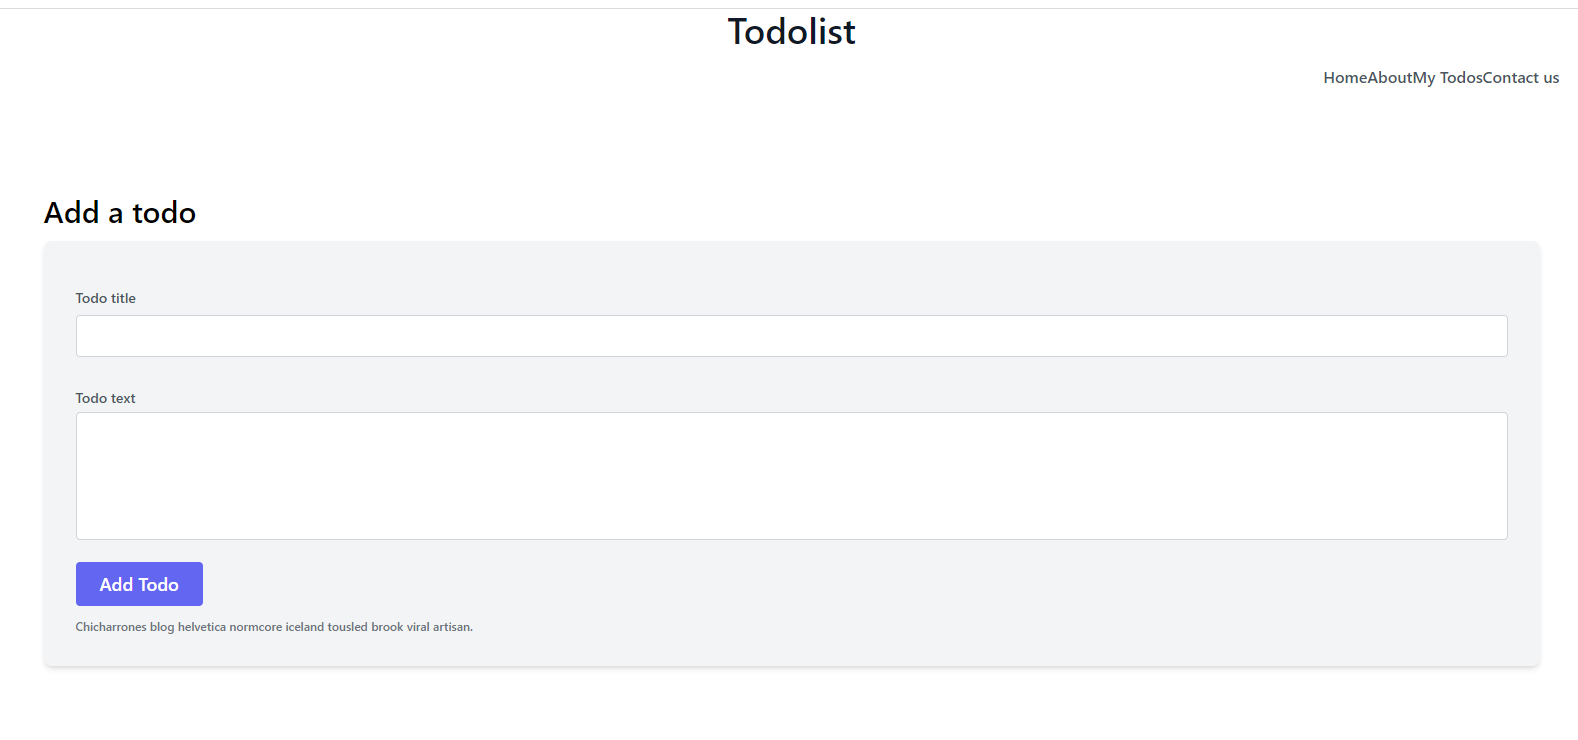 Todolist
HomeAboutMy TodosContact us
Add a todo
Todo title
Todo text
Add Todo
Chicharrones blog helvetica normcore iceland tousled brook viral artisan.